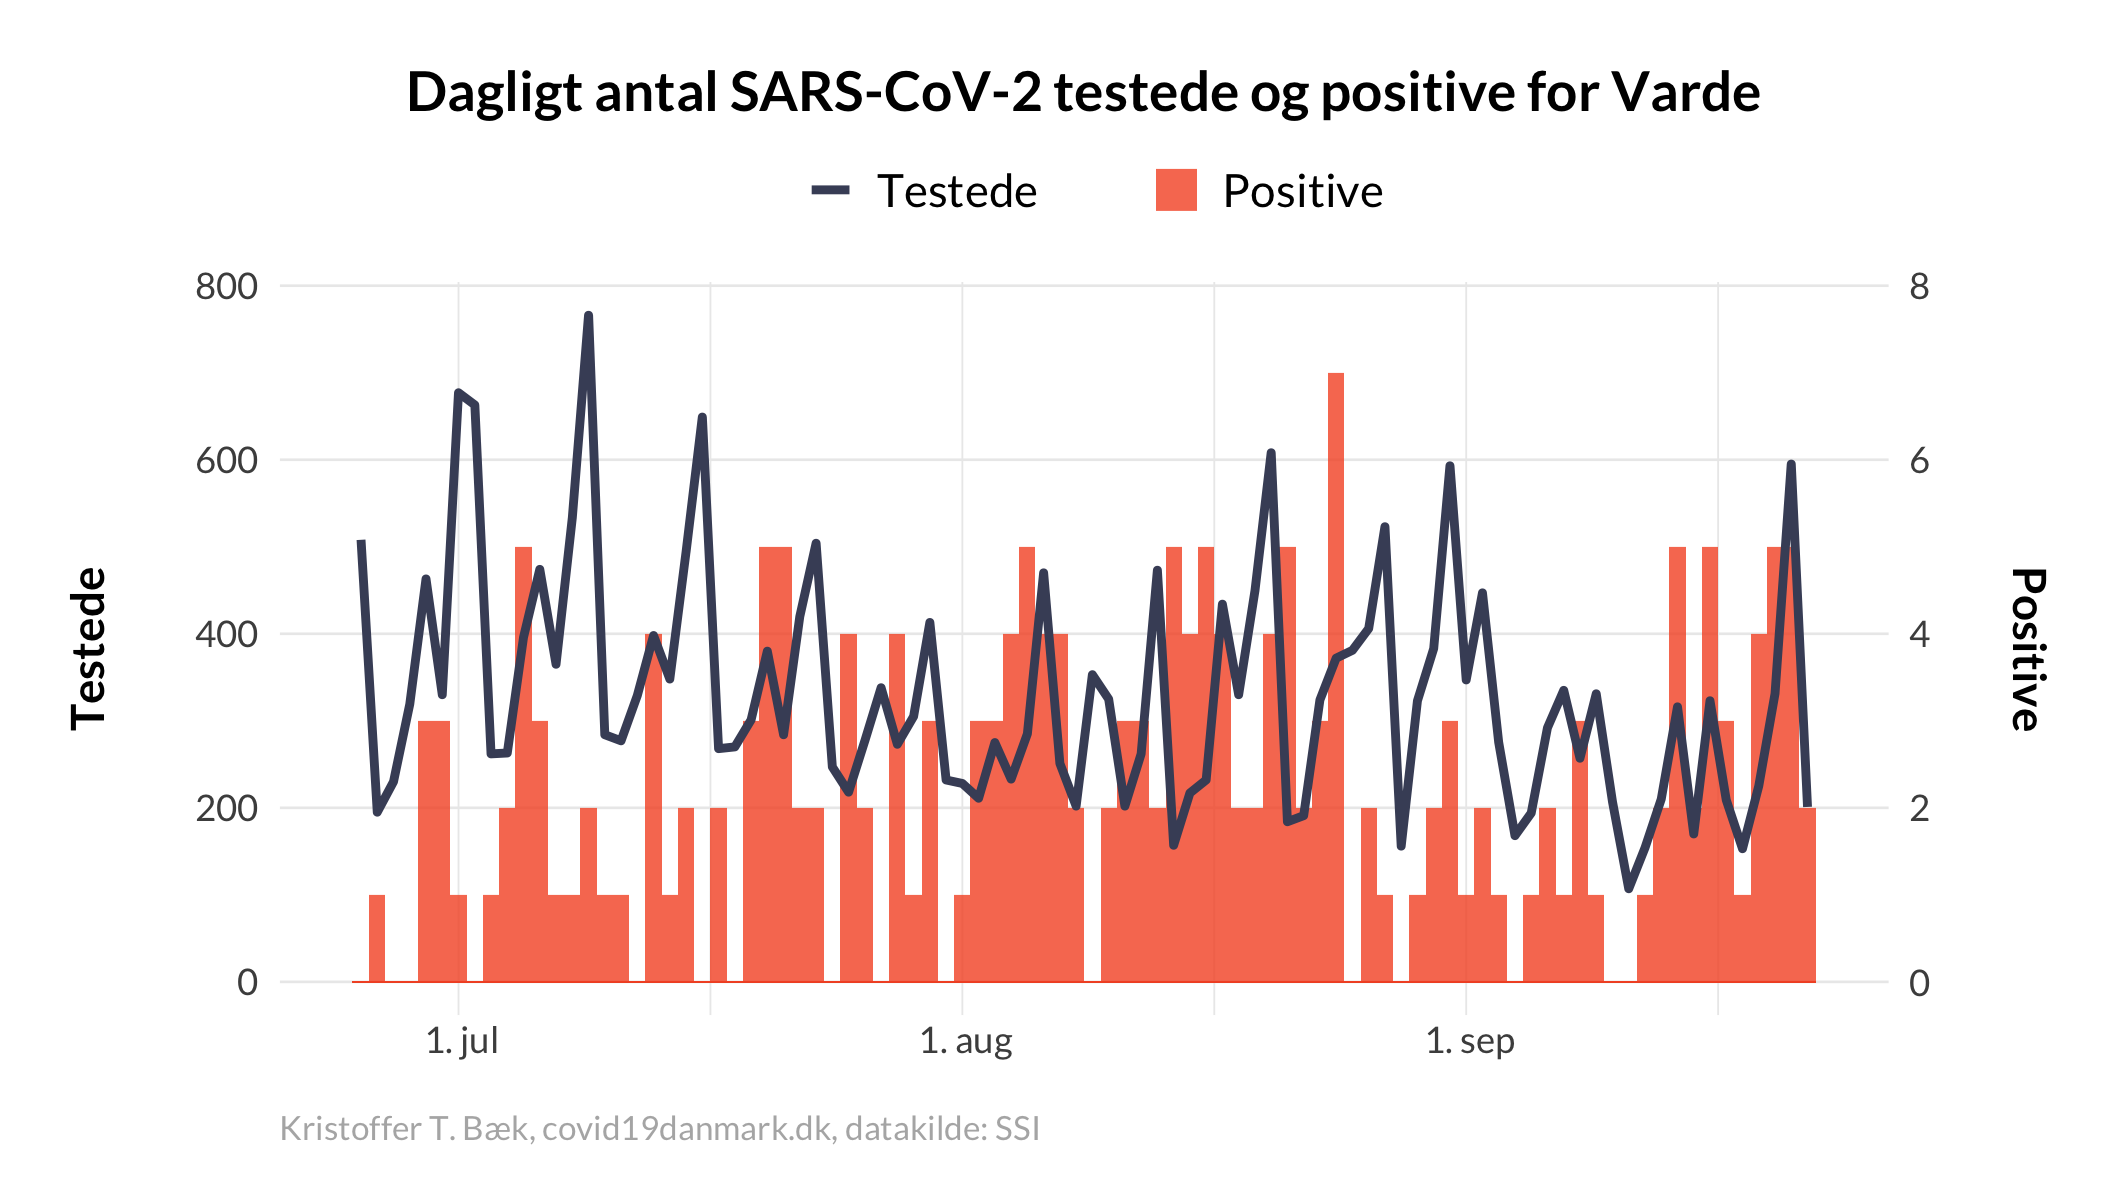 Dagligt antal SARS-CoV-2 testede og positive for Varde
Testede
Positive
800
600
400
200
0
8
6
4
2
0
Testede
Positive
1. jul
1. aug
1. sep
Kristoffer T. Bæk, covid19danmark.dk, datakilde: SSI